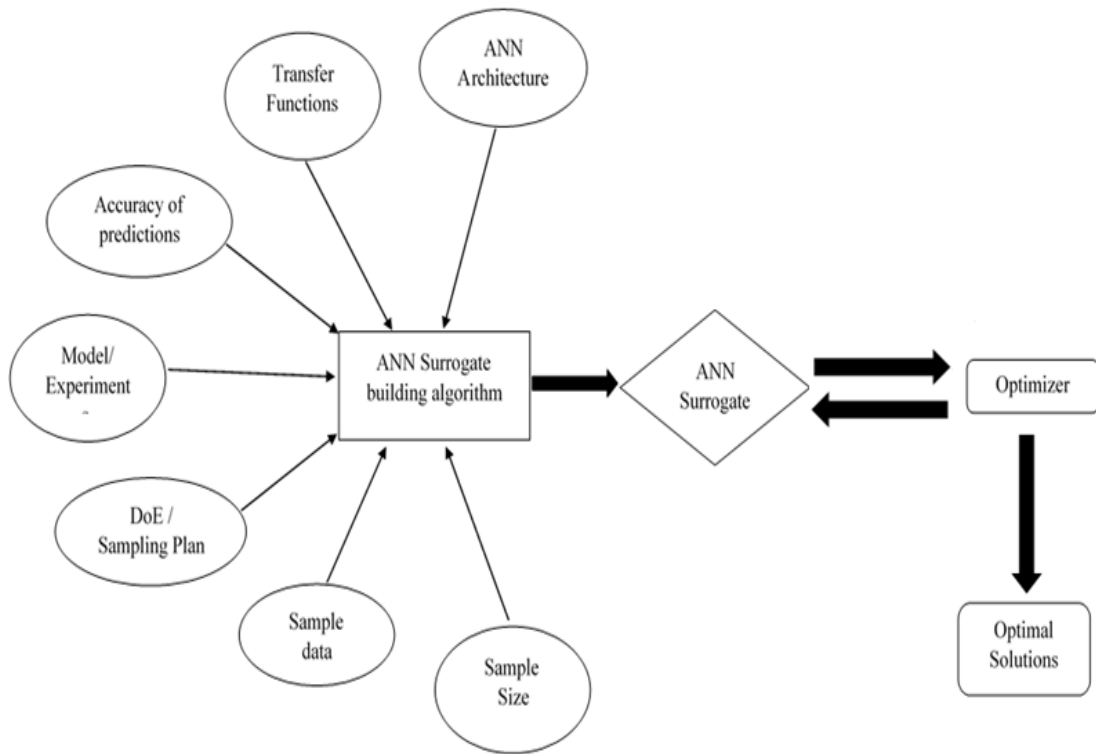 ANN
Architecture
Transfer
Functions
Accuracy of
predictions
Model/
Experiment
ANN Surrogate
building algorithm
ANN
Surrogate
Optimizer
DoE /
Sampling Plan
Sample
data
Sample
Size
Optimal
Solutions